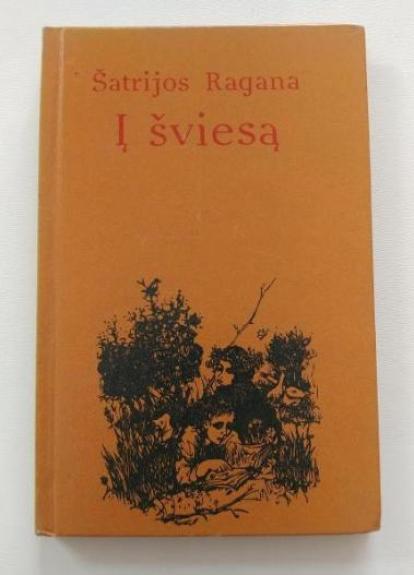 Šatrijos Ragana
Į šviesą